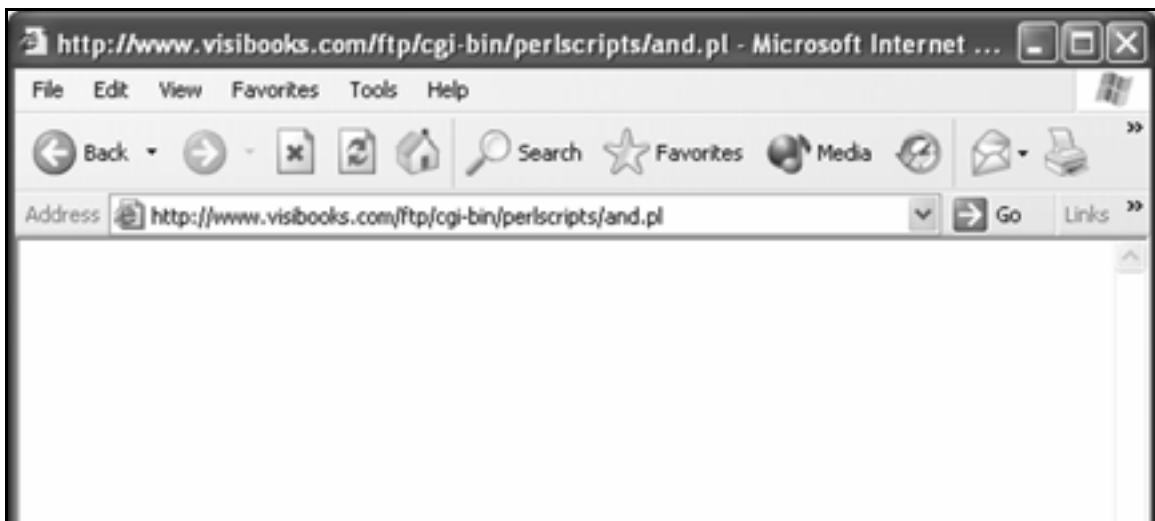 http://www.visibooks.com/ftp/cgi-bin/perlscripts/and.pl - Microsoft Internet ...
File Edit View Favorites Tools Help
Back Search Favorites Media »
Address http://www.visibooks.com/ftp/cgi-bin/perlscripts/and.pl Go Links »